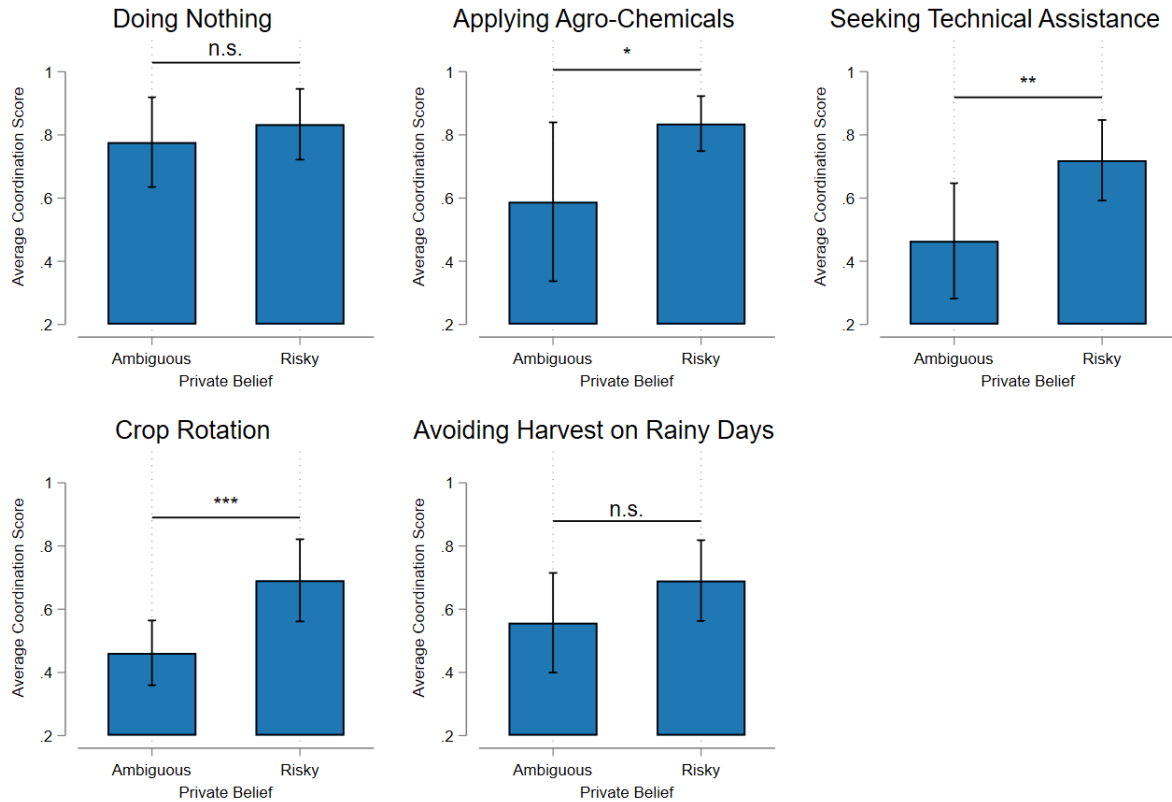 Doing Nothing
n.s.
1
.8
.6
.4
.2
Average Coordination Score
Ambiguous
Risky
Private Belief
Applying Agro-Chemicals
*
1
.8
.6
.4
.2
Average Coordination Score
Ambiguous
Risky
Private Belief
Seeking Technical Assistance
**
1
.8
.6
.4
.2
Average Coordination Score
Ambiguous
Risky
Private Belief
Crop Rotation
***
1
.8
.6
.4
.2
Average Coordination Score
Ambiguous
Risky
Private Belief
Avoiding Harvest on Rainy Days
n.s.
1
.8
.6
.4
.2
Average Coordination Score
Ambiguous
Risky
Private Belief